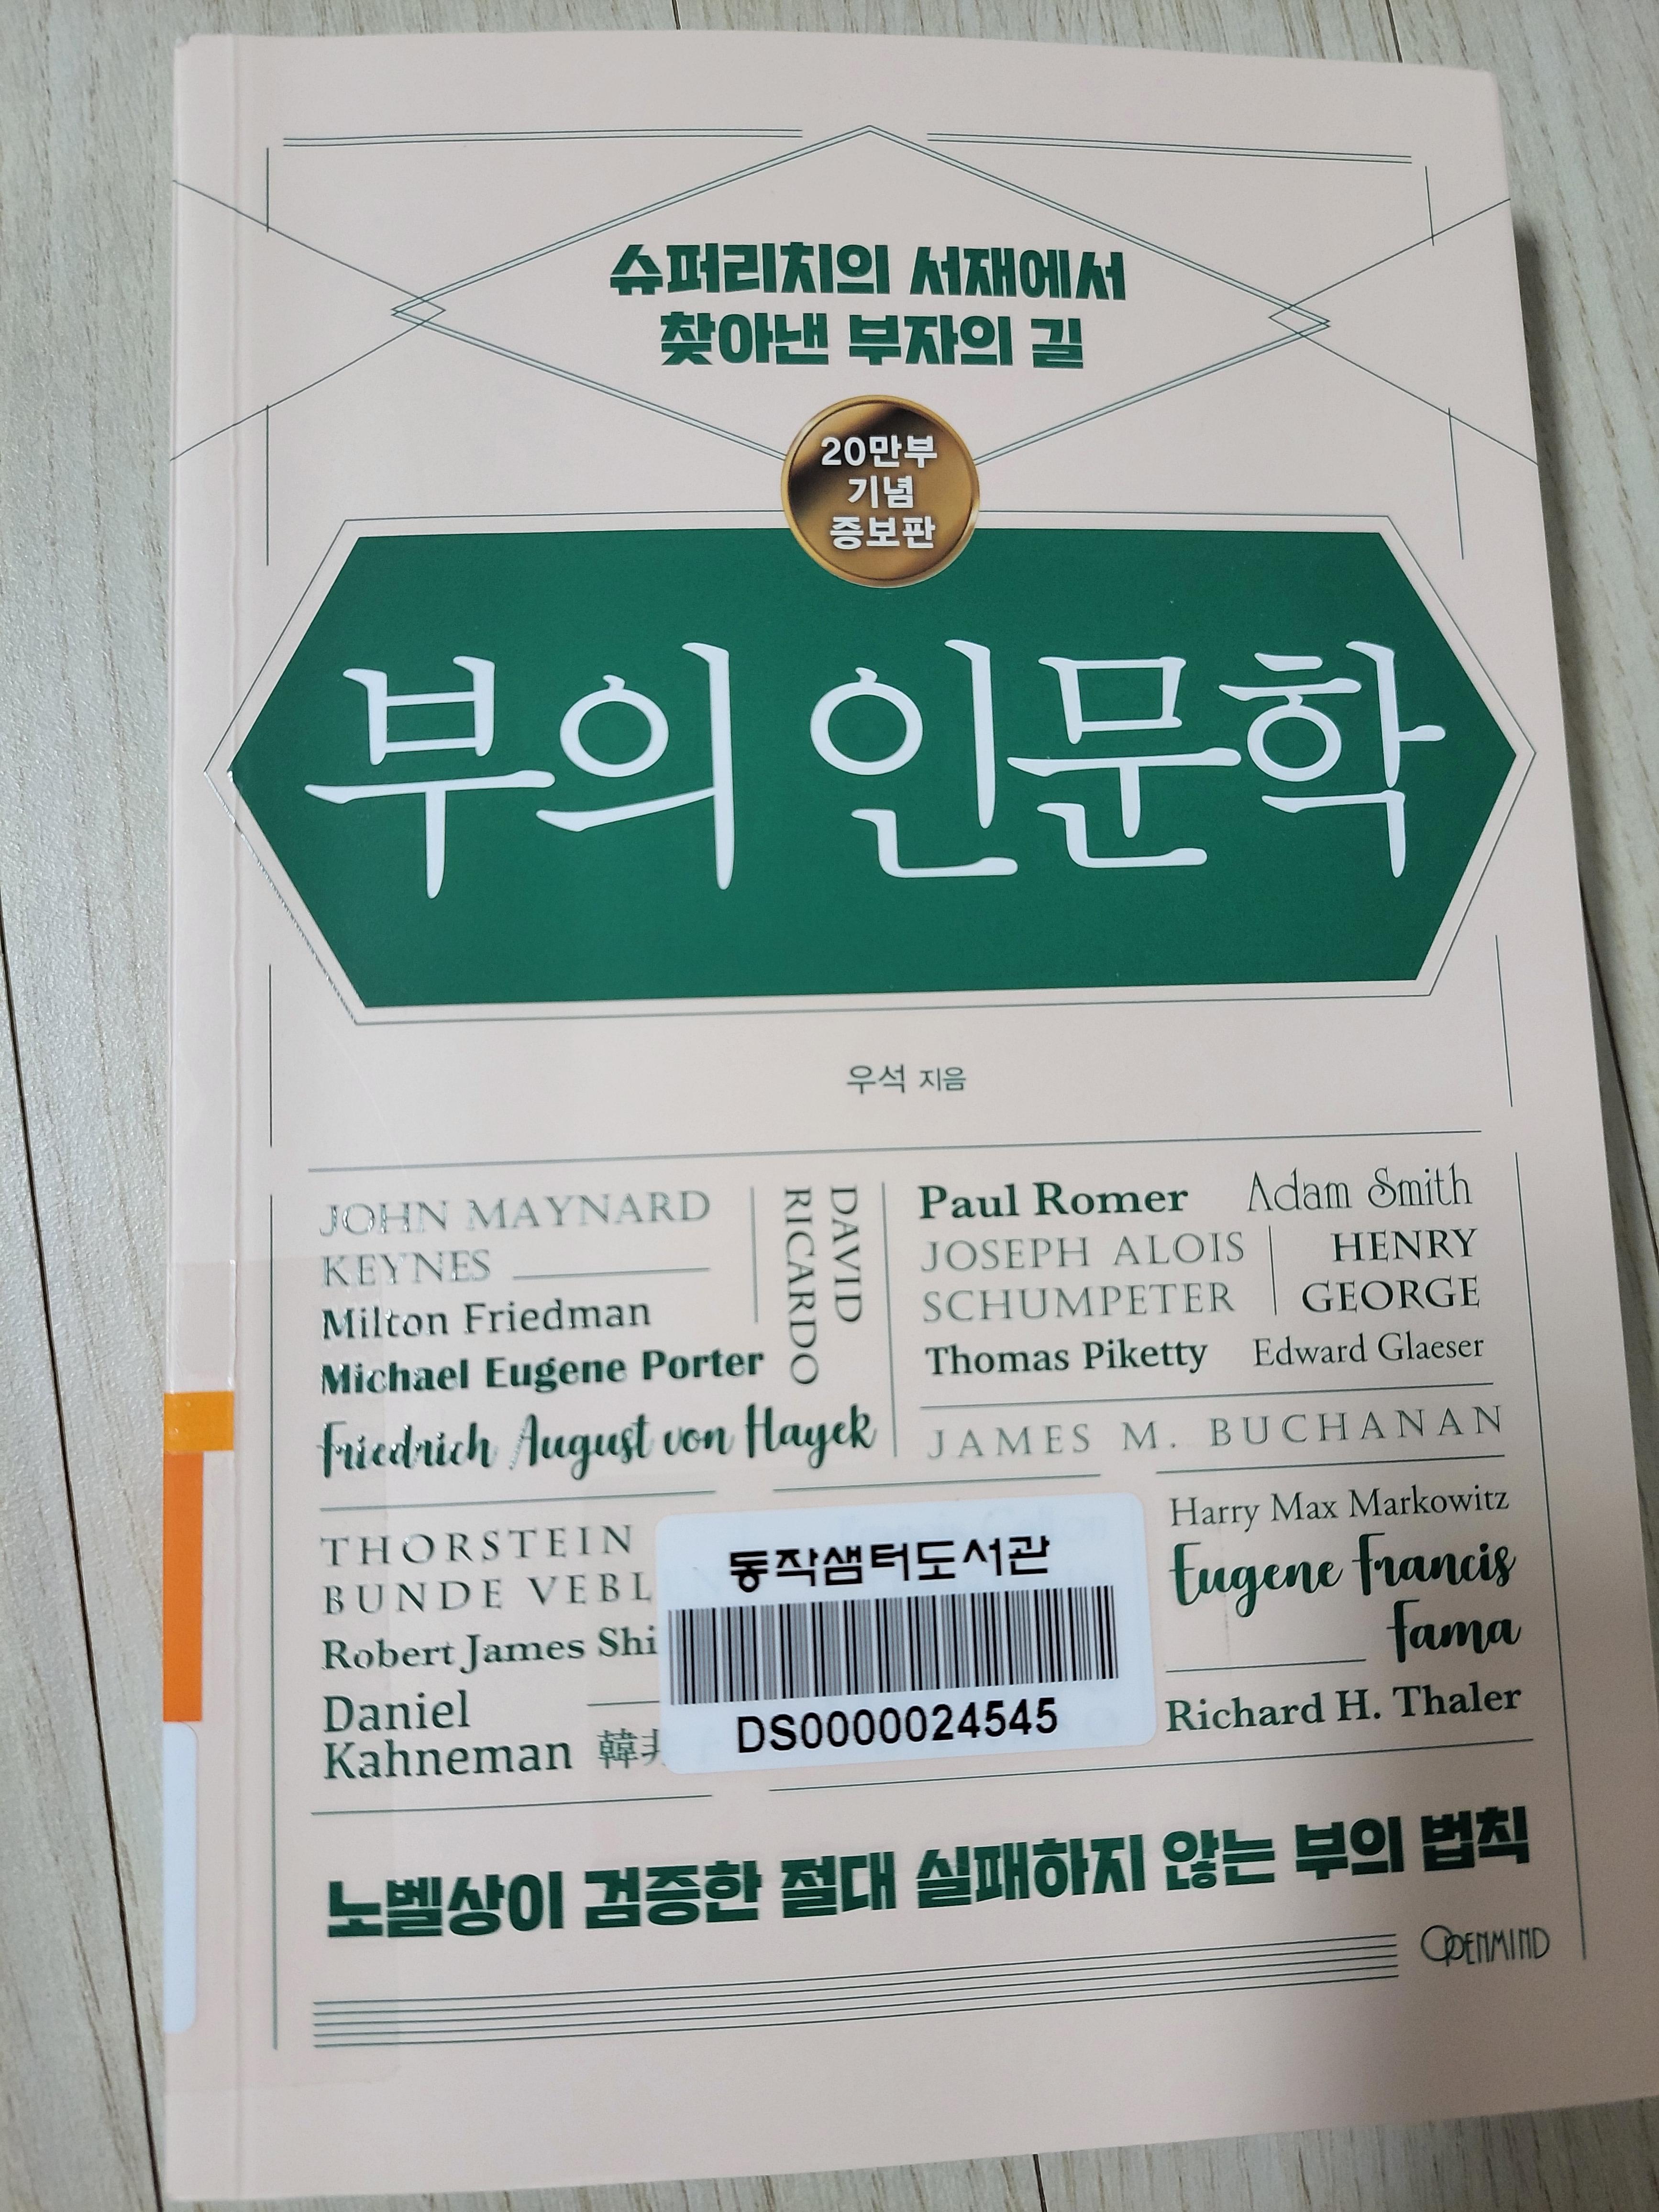 슈퍼리치의 서재에서
찾아낸 부자의 길
20만부
기념
증보판
부의 인문학
우석 지음
JOHN MAYNARD
KEYNES
Milton Friedman
Michael Eugene Porter
Friedrich August von Hayek
DAVID
RICARDO
Paul Romer
Adam Smith
JOSEPH ALOIS
SCHUMPETER
HENRY
GEORGE
Thomas Piketty
Edward Glaeser
JAMES M. BUCHANAN
THORSTEIN
BUNDE VEBL
Robert James Shi
Daniel
Kahneman
韓
동작샘터도서관
DS0000024545
Harry Max Markowitz
Eugene Francis
Fama
Richard H. Thaler
노벨상이 검증한 절대 실패하지 않는 부의 법칙
OPENMIND